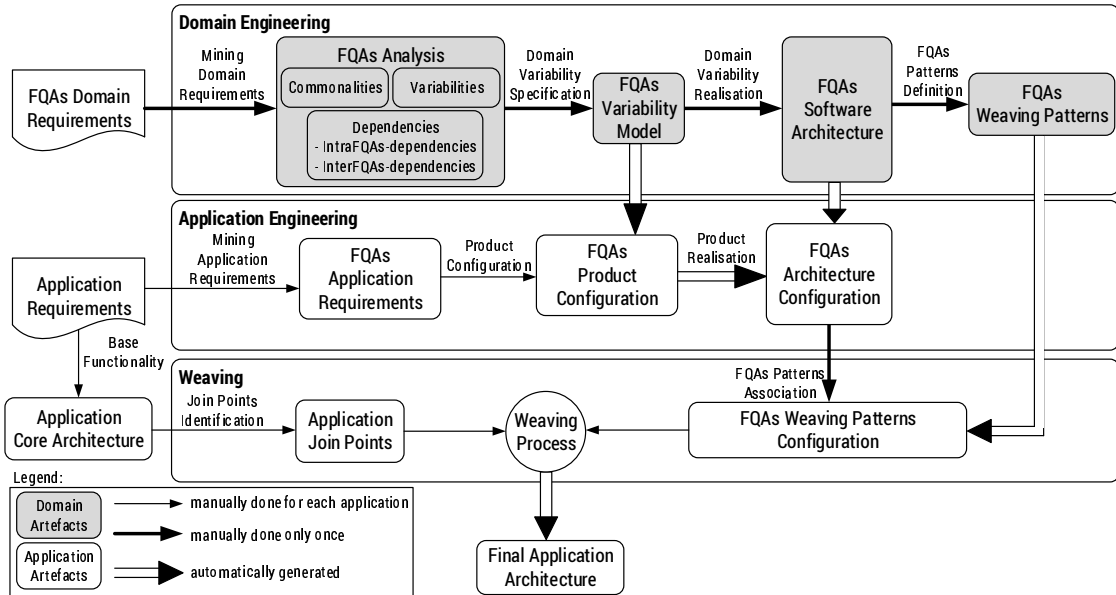 Domain Engineering
Mining
Domain
Requirements
FQAs Analysis
Commonalities
Variabilities
Dependencies
- IntraFQAs-dependencies
- InterFQAs-dependencies
Domain
Variability
Specification
FQAs
Variability
Model
Domain
Variability
Realisation
FQAs
Software
Architecture
FQAs
Patterns
Definition
FQAs
Weaving Patterns
FQAs Domain
Requirements
Application Engineering
Mining
Application
Requirements
FQAs
Application
Requirements
Product
Configuration
FQAs
Product
Configuration
Product
Realisation
FQAs
Architecture
Configuration
Application
Requirements
Base
Functionality
Weaving
FQAs Patterns
Association
Application
Core Architecture
Join Points
Identification
Application
Join Points
Weaving
Process
FQAs Weaving Patterns
Configuration
Final Application
Architecture
Legend:
Domain
Artefacts
Application
Artefacts
manually done for each application
manually done only once
automatically generated